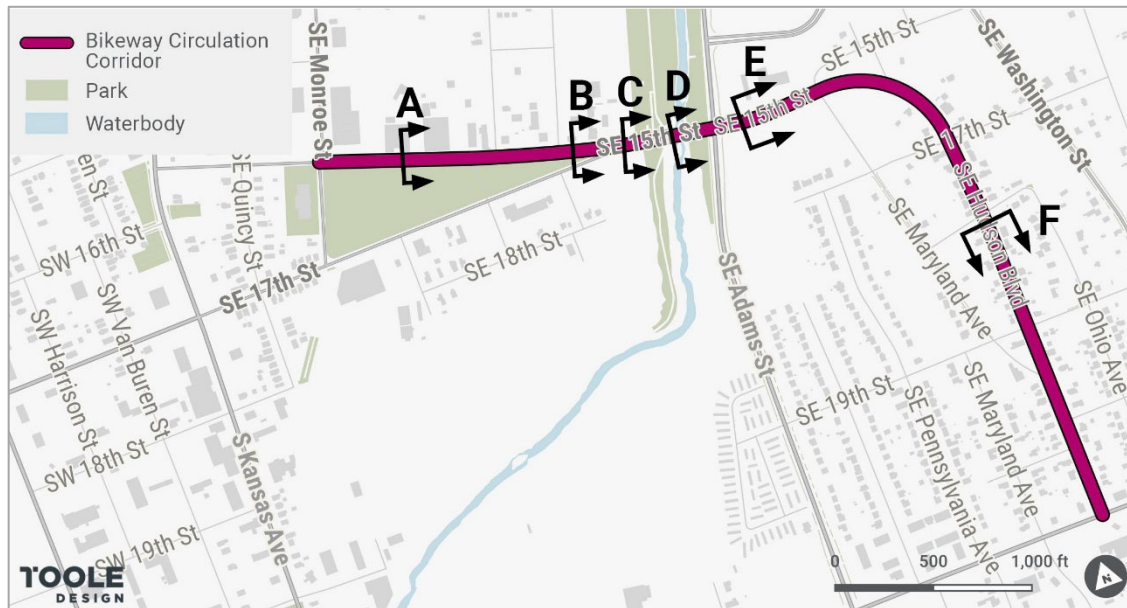 Bikeway Circulation
Corridor
Park
Waterbody
SE Monroe St
A
B
C
D
E
F
SE 15th St
SE 15th St
SE 15th St
SE Washington St
SE 17th St
SE Hudson Blvd
SE Quincy St
SW 16th St
SE 17th St
SE 18th St
SW Van Buren St
SW Harrison St
SE Adams St
SE Maryland Ave
SE Ohio Ave
SE 19th St
SE Maryland Ave
SE Pennsylvania Ave
S Kansas Ave
SW 18th St
SW 19th St
TOOLE
DESIGN
0 500 1,000 ft
N